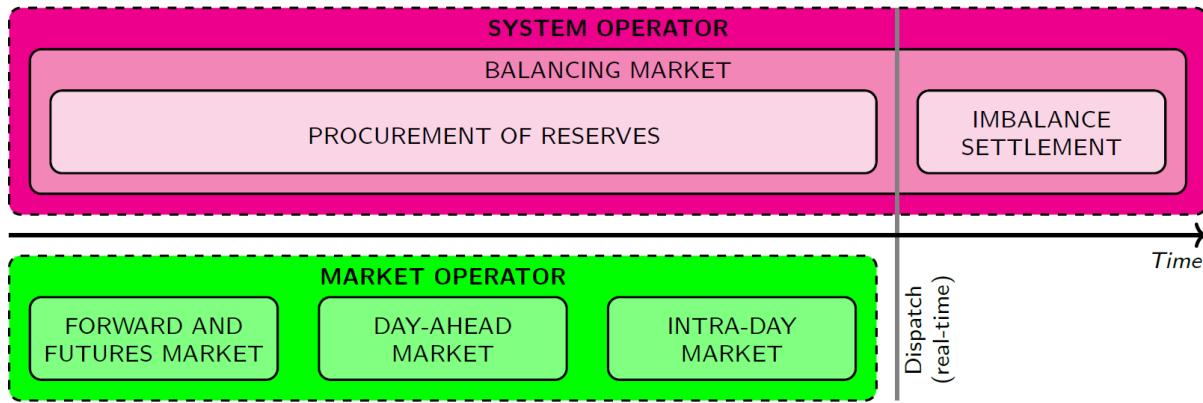 SYSTEM OPERATOR
BALANCING MARKET
PROCUREMENT OF RESERVES
IMBALANCE
SETTLEMENT
Time
MARKET OPERATOR
FORWARD AND
FUTURES MARKET
DAY-AHEAD
MARKET
INTRA-DAY
MARKET
Dispatch
(real-time)